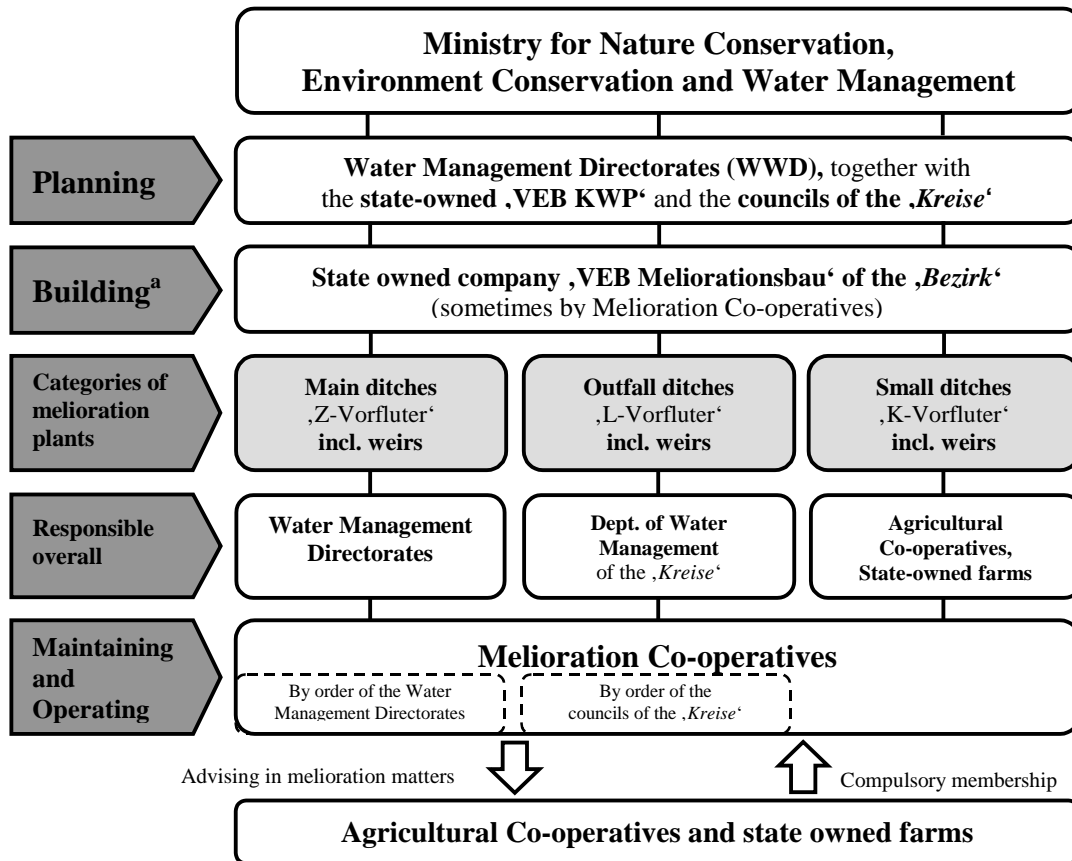 Ministry for Nature Conservation,
Environment Conservation and Water Management
Planning
Water Management Directorates (WWD), together with
the state-owned ‚VEB KWP‘ and the councils of the ‚Kreise‘
Buildingᵃ
State owned company ‚VEB Meliorationsbau‘ of the ‚Bezirk‘
(sometimes by Melioration Co-operatives)
Categories of
melioration
plants
Main ditches
‚Z-Vorfluter‘
incl. weirs
Outfall ditches
‚L-Vorfluter‘
incl. weirs
Small ditches
‚K-Vorfluter‘
incl. weirs
Responsible
overall
Water Management
Directorates
Dept. of Water
Management
of the ‚Kreise‘
Agricultural
Co-operatives,
State-owned farms
Maintaining
and
Operating
Melioration Co-operatives
By order of the Water
Management Directorates
By order of the
councils of the ‚Kreise‘
Advising in melioration matters
Compulsory membership
Agricultural Co-operatives and state owned farms